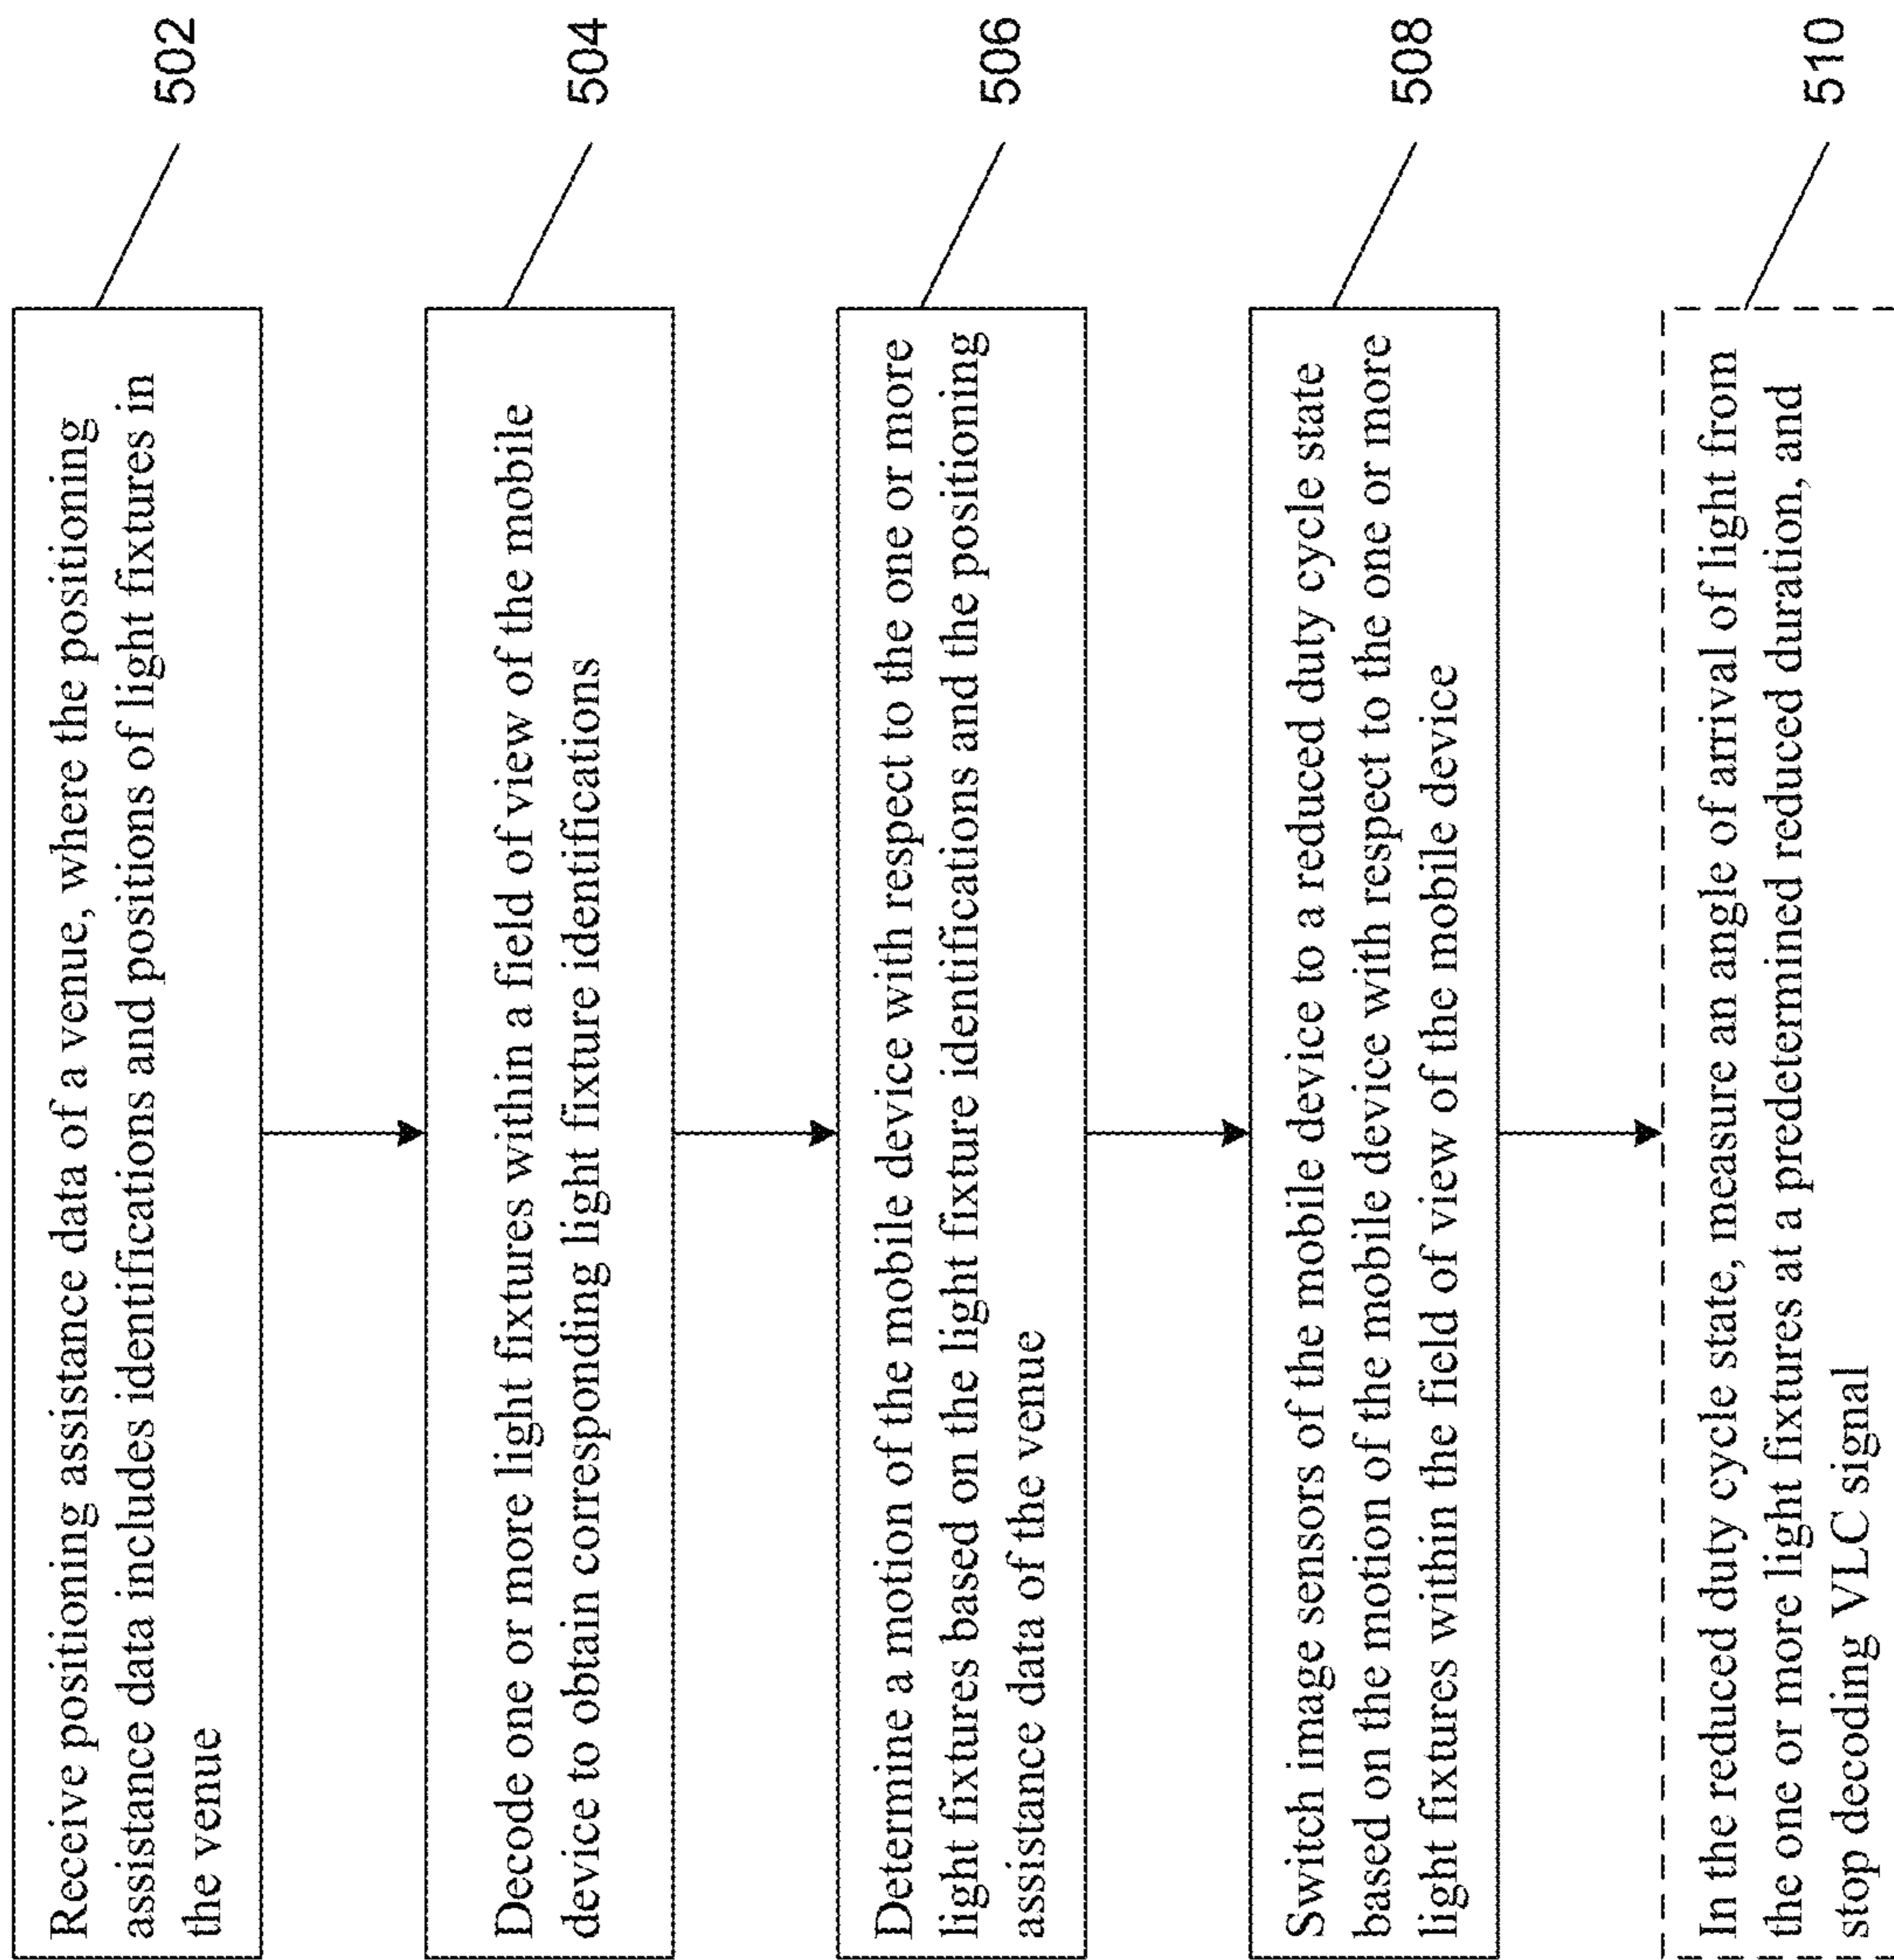 Receive positioning assistance data of a venue, where the positioning
assistance data includes identifications and positions of light fixtures in
the venue
502
Decode one or more light fixtures within a field of view of the mobile
device to obtain corresponding light fixture identifications
504
Determine a motion of the mobile device with respect to the one or more
light fixtures based on the light fixture identifications and the positioning
assistance data of the venue
506
Switch image sensors of the mobile device to a reduced duty cycle state
based on the motion of the mobile device with respect to the one or more
light fixtures within the field of view of the mobile device
508
In the reduced duty cycle state, measure an angle of arrival of light from
the one or more light fixtures at a predetermined reduced duration, and
stop decoding VLC signal
510